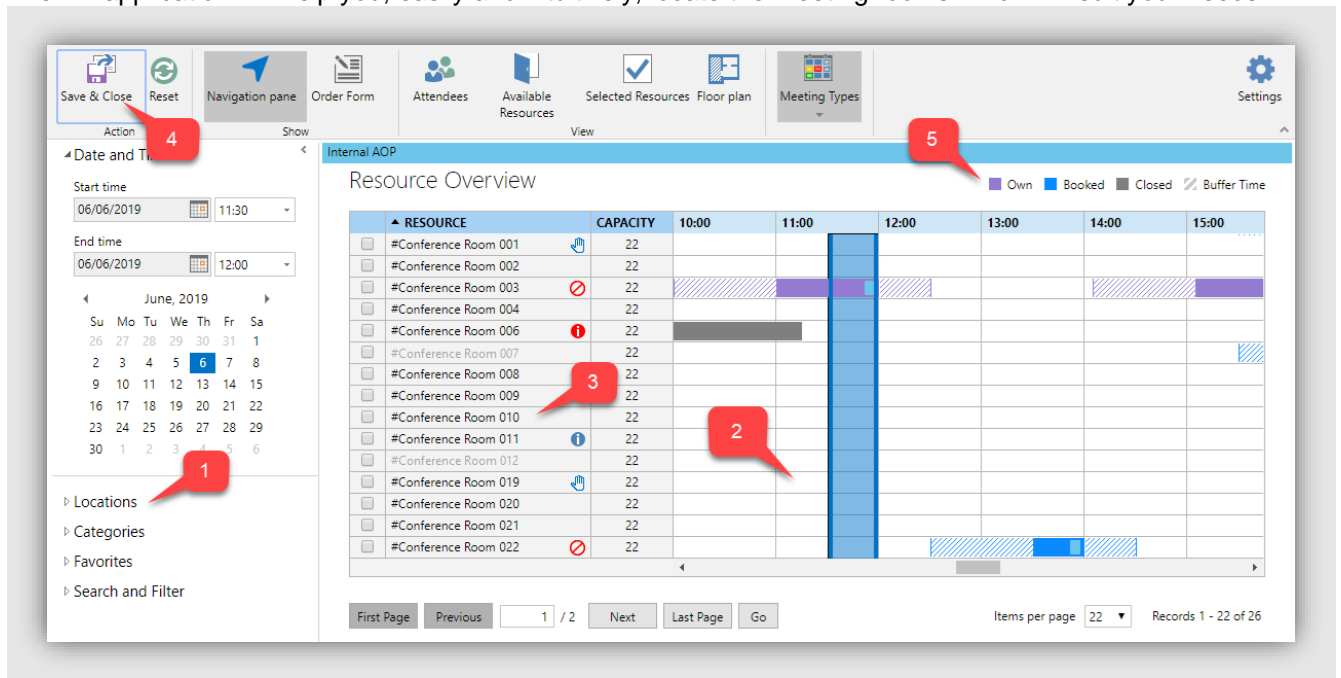 Save & Close Reset Navigation pane Order Form Attendees Available Resources Selected Resources Floor plan Meeting Types Settings
Action Show View
4
5
Date and
Internal AOP
Start time
Resource Overview
Own Booked Closed Buffer Time
06/06/2019 11:30
RESOURCE CAPACITY 10:00 11:00 12:00 13:00 14:00 15:00
End time
06/06/2019 12:00
#Conference Room 001 22
#Conference Room 002 22
#Conference Room 003 22
#Conference Room 004 22
#Conference Room 006 22
#Conference Room 007 22
#Conference Room 008 22
#Conference Room 009 22
#Conference Room 010 22
#Conference Room 011 22
#Conference Room 012 22
#Conference Room 019 22
#Conference Room 020 22
#Conference Room 021 22
#Conference Room 022 22
3
2
June, 2019
Su Mo Tu We Th Fr Sa
26 27 28 29 30 31 1
2 3 4 5 6 7 8
9 10 11 12 13 14 15
16 17 18 19 20 21 22
23 24 25 26 27 28 29
30 1 2 3 4 5 6
1
Locations
Categories
Favorites
Search and Filter
First Page Previous 1 / 2 Next Last Page Go
Items per page 22 Records 1 - 22 of 26